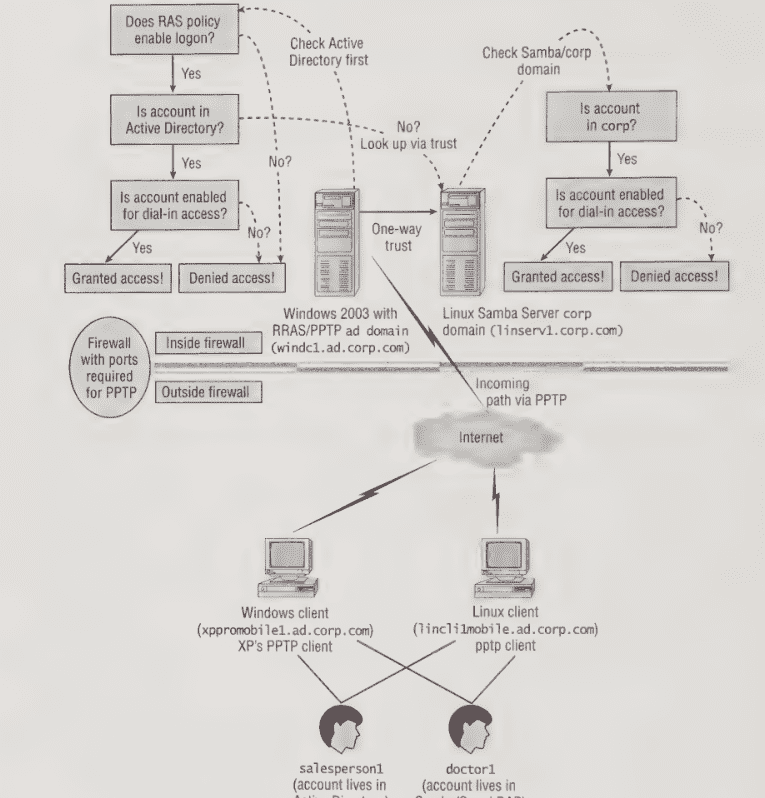 Does RAS policy
enable logon?
Yes
Is account in
Active Directory?
Yes
Is account enabled
for dial-in access?
Yes
No?
No?
Granted access!
Denied access!
Check Active
Directory first
No?
Look up via trust
One-way
trust
Check Samba/corp
domain
Is account
in corp?
Yes
Is account enabled
for dial-in access?
Yes
No?
Granted access!
Denied access!
Windows 2003 with
RRAS/PPTP ad domain
(windc1.ad.corp.com)
Linux Samba Server corp
domain (linserv1.corp.com)
Firewall
with ports
required
for PPTP
Inside firewall
Outside firewall
Incoming
path via PPTP
Internet
Windows client
(xppromobile1.ad.corp.com)
XP's PPTP client
Linux client
(lincli1mobile.ad.corp.com)
pptp client
salesperson1
(account lives in
doctor1
(account lives in